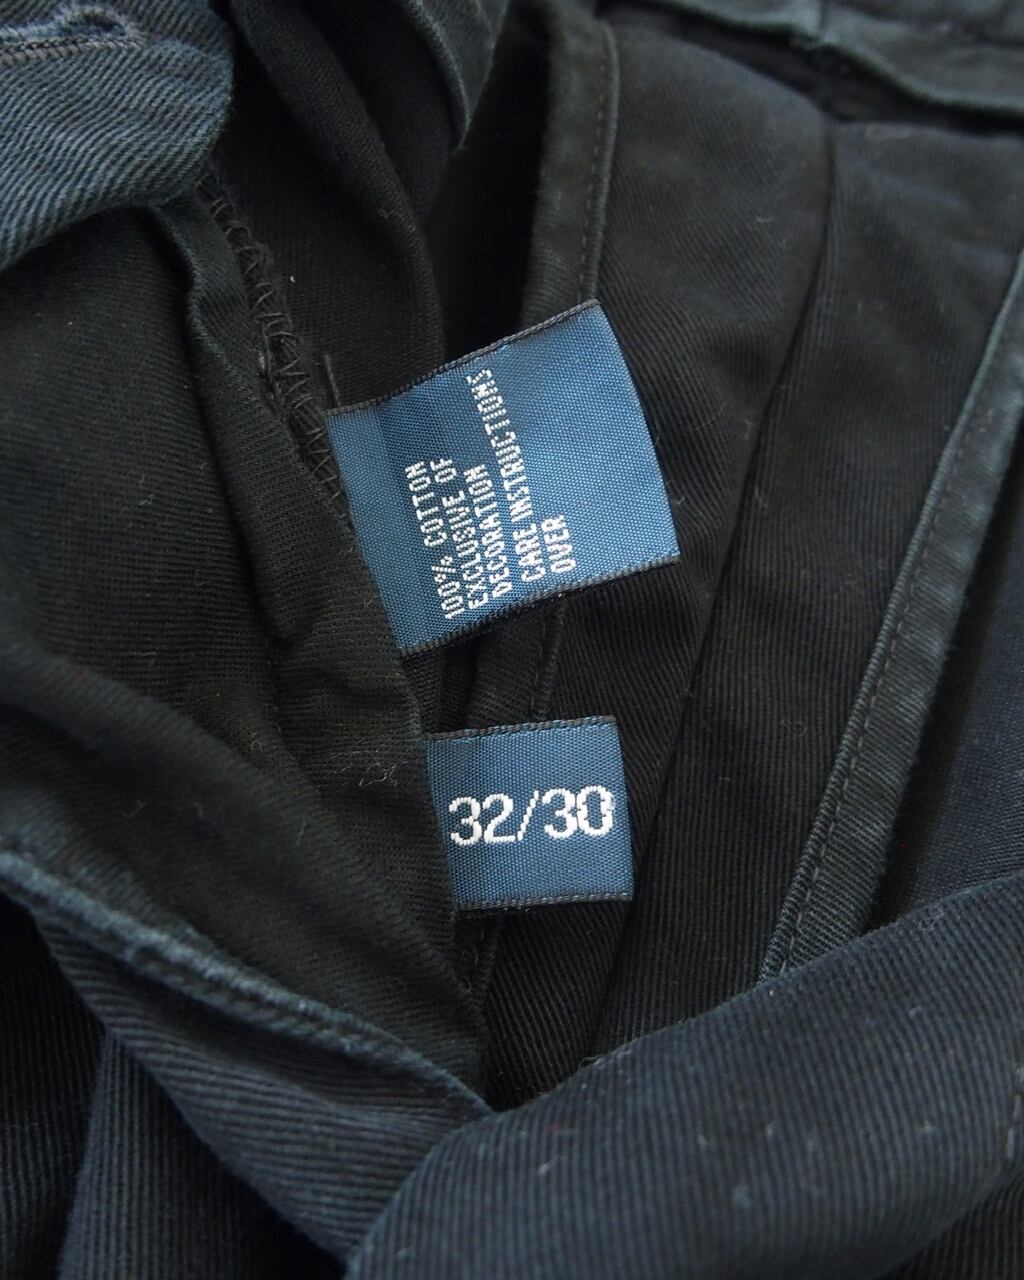 100% COTTON
EXCLUSIVE OF
DECORATION
CARE INSTRUCTIONS
OVER
32/30